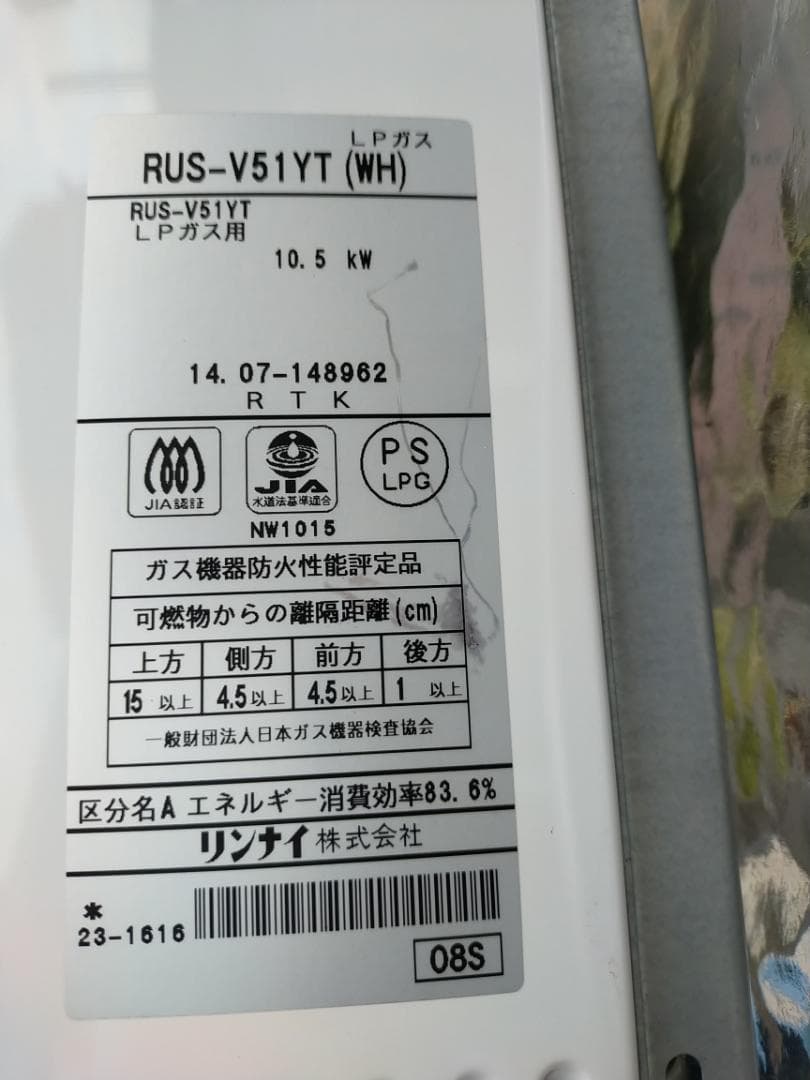 LPガス
RUS-V51YT (WH)
RUS-V51YT
LPガス用
10.5 kW
14.07-148962
RTK
JIA認証
JIA
水道法基準適合
PS
LPG
NW1015
ガス機器防火性能評定品
可燃物からの離隔距離(cm)
上方 側方 前方 後方
15 以上 4.5以上 4.5以上 1 以上
一般財団法人日本ガス機器検査協会
区分名A エネルギー消費効率83.6%
リンナイ株式会社
*
23-1616
08S